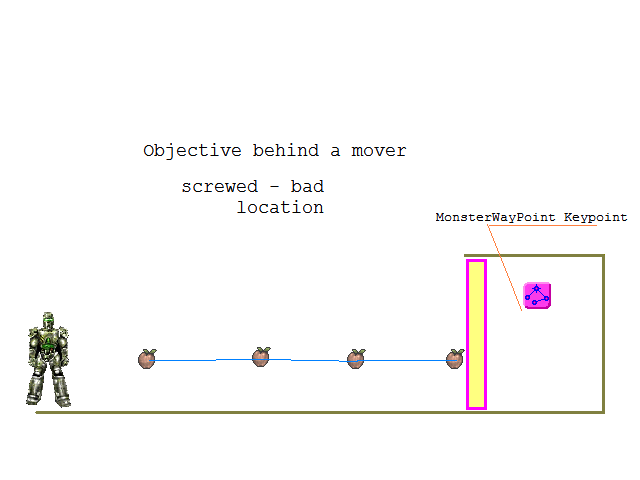 Objective behind a mover
screwed - bad
location
MonsterWayPoint Keypoint